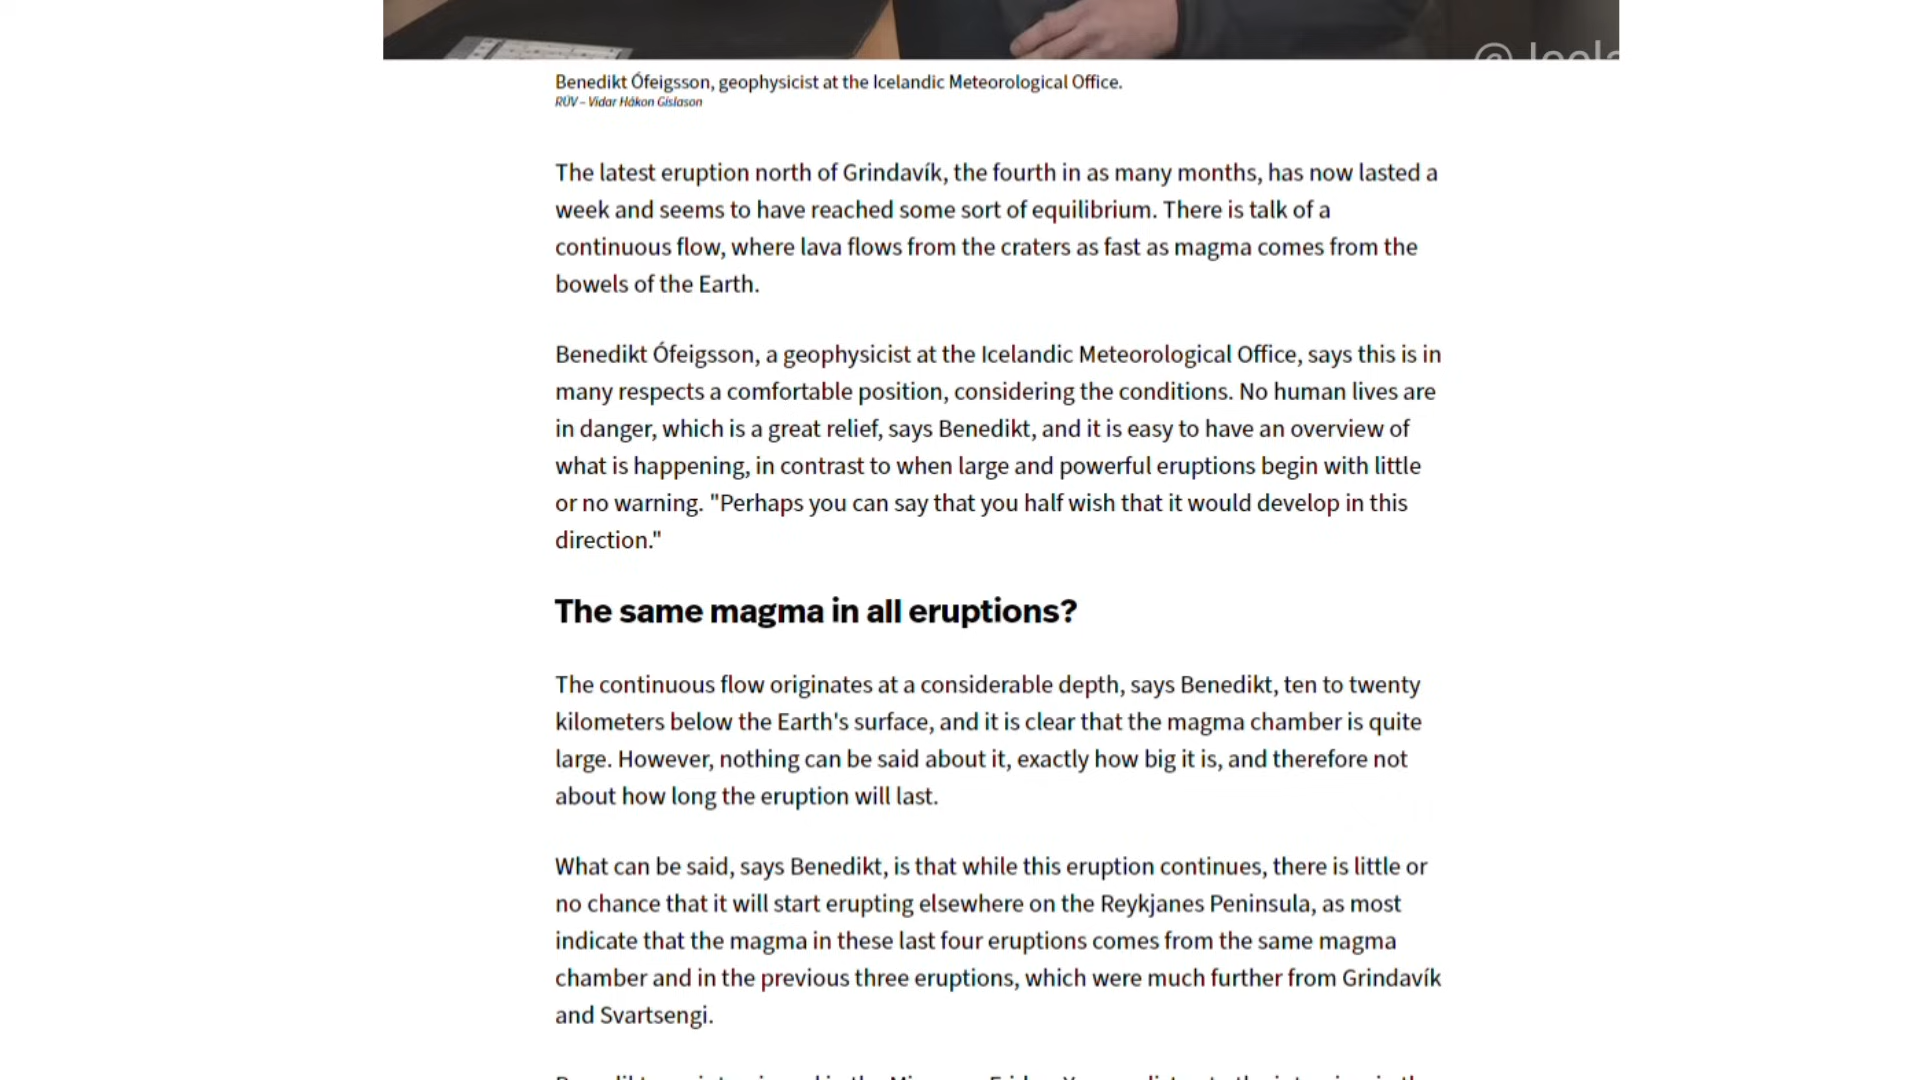 Benedikt Ófeigsson, geophysicist at the Icelandic Meteorological Office.
RÚV – Viðar Hákon Gíslason
The latest eruption north of Grindavík, the fourth in as many months, has now lasted a
week and seems to have reached some sort of equilibrium. There is talk of a
continuous flow, where lava flows from the craters as fast as magma comes from the
bowels of the Earth.
Benedikt Ófeigsson, a geophysicist at the Icelandic Meteorological Office, says this is in
many respects a comfortable position, considering the conditions. No human lives are
in danger, which is a great relief, says Benedikt, and it is easy to have an overview of
what is happening, in contrast to when large and powerful eruptions begin with little
or no warning. "Perhaps you can say that you half wish that it would develop in this
direction."
The same magma in all eruptions?
The continuous flow originates at a considerable depth, says Benedikt, ten to twenty
kilometers below the Earth's surface, and it is clear that the magma chamber is quite
large. However, nothing can be said about it, exactly how big it is, and therefore not
about how long the eruption will last.
What can be said, says Benedikt, is that while this eruption continues, there is little or
no chance that it will start erupting elsewhere on the Reykjanes Peninsula, as most
indicate that the magma in these last four eruptions comes from the same magma
chamber and in the previous three eruptions, which were much further from Grindavík
and Svartsengi.